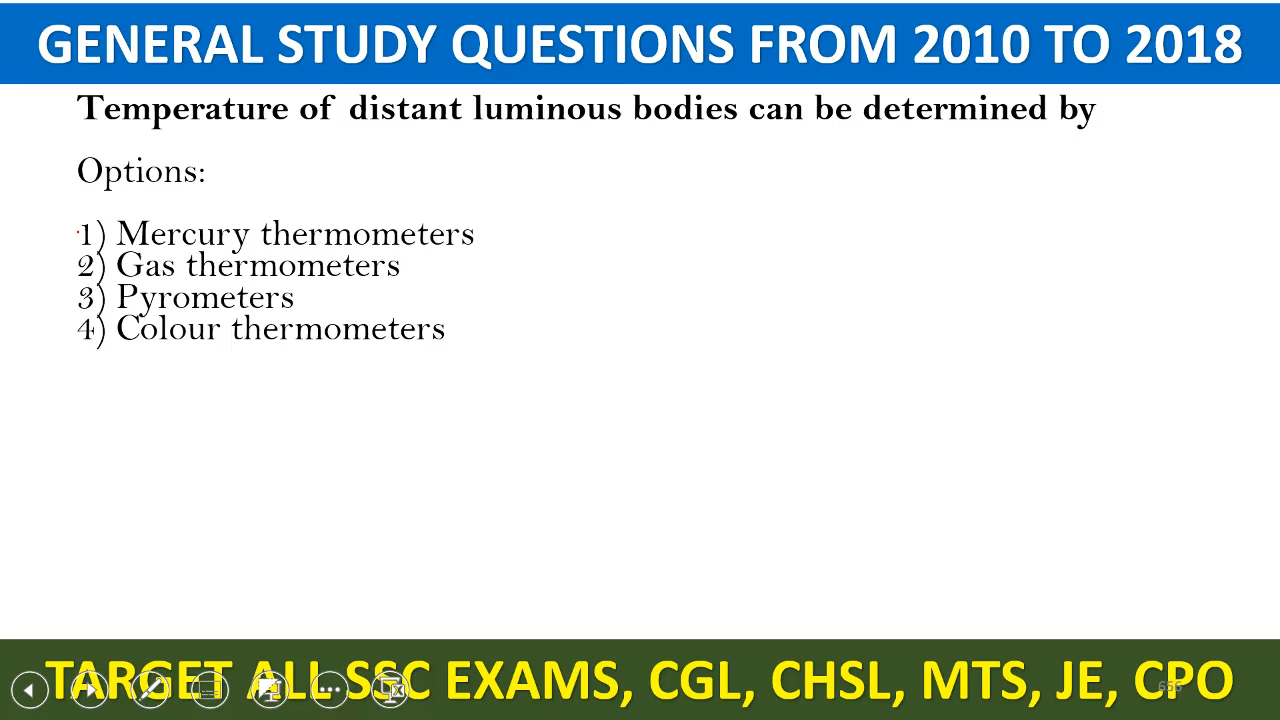 GENERAL STUDY QUESTIONS FROM 2010 TO 2018
Temperature of distant luminous bodies can be determined by
Options:
1) Mercury thermometers
2) Gas thermometers
3) Pyrometers
4) Colour thermometers
TARGET ALL SSC EXAMS, CGL, CHSL, MTS, JE, CPO
656